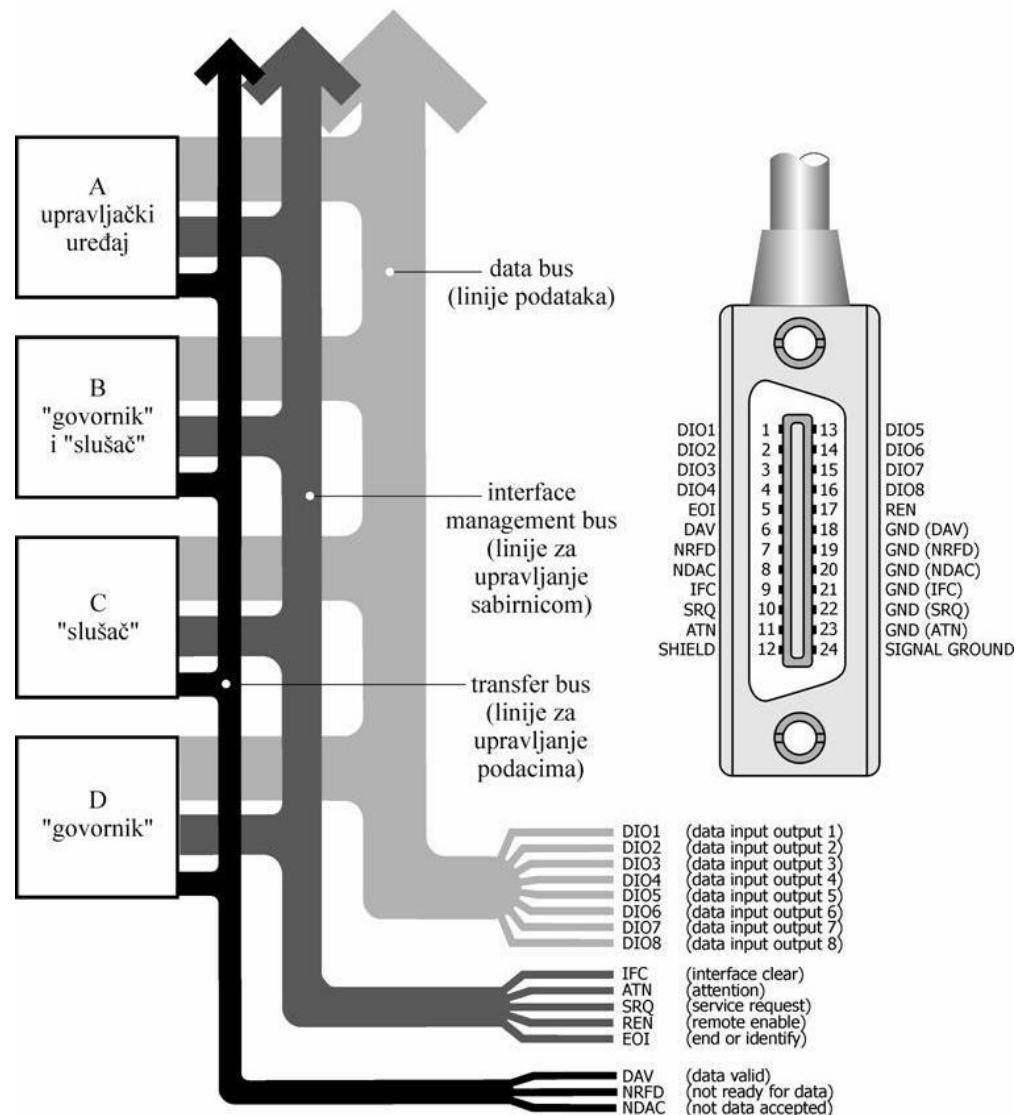 A
upravljački
uređaj
B
"govornik"
i "slušač"
C
"slušač"
D
"govornik"
data bus
(linije podataka)
interface
management bus
(linije za
upravljanje
sabirnicom)
transfer bus
(linije za
upravljanje
podacima)
DIO1 1 13 DIO5
DIO2 2 14 DIO6
DIO3 3 15 DIO7
DIO4 4 16 DIO8
EOI 5 17 REN
DAV 6 18 GND (DAV)
NRFD 7 19 GND (NRFD)
NDAC 8 20 GND (NDAC)
IFC 9 21 GND (IFC)
SRQ 10 22 GND (SRQ)
ATN 11 23 GND (ATN)
SHIELD 12 24 SIGNAL GROUND
DIO1 (data input output 1)
DIO2 (data input output 2)
DIO3 (data input output 3)
DIO4 (data input output 4)
DIO5 (data input output 5)
DIO6 (data input output 6)
DIO7 (data input output 7)
DIO8 (data input output 8)
IFC (interface clear)
ATN (attention)
SRQ (service request)
REN (remote enable)
EOI (end or identify)
DAV (data valid)
NRFD (not ready for data)
NDAC (not data accepted)